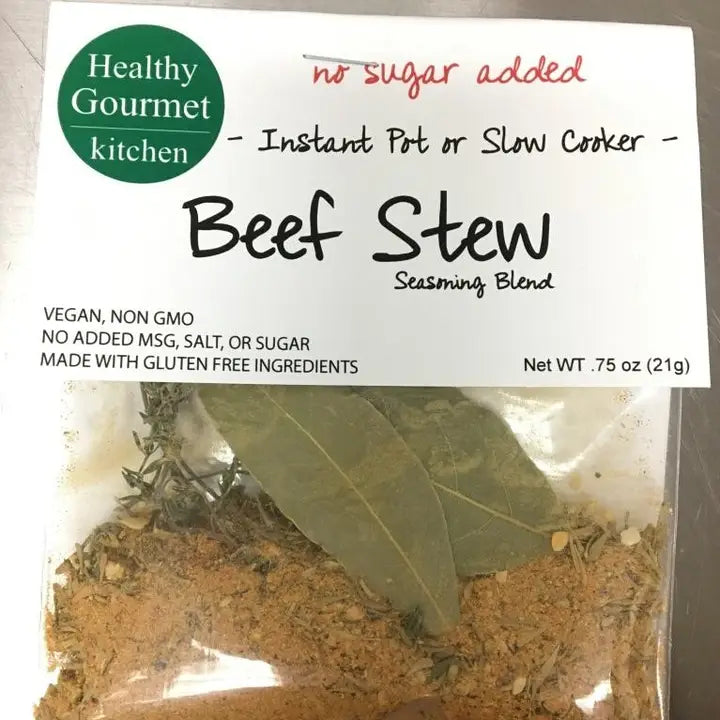 Healthy
Gourmet
kitchen
no sugar added
- Instant Pot or Slow Cooker -
Beef Stew
Seasoning Blend
VEGAN, NON GMO
NO ADDED MSG, SALT, OR SUGAR
MADE WITH GLUTEN FREE INGREDIENTS
Net WT .75 oz (21g)